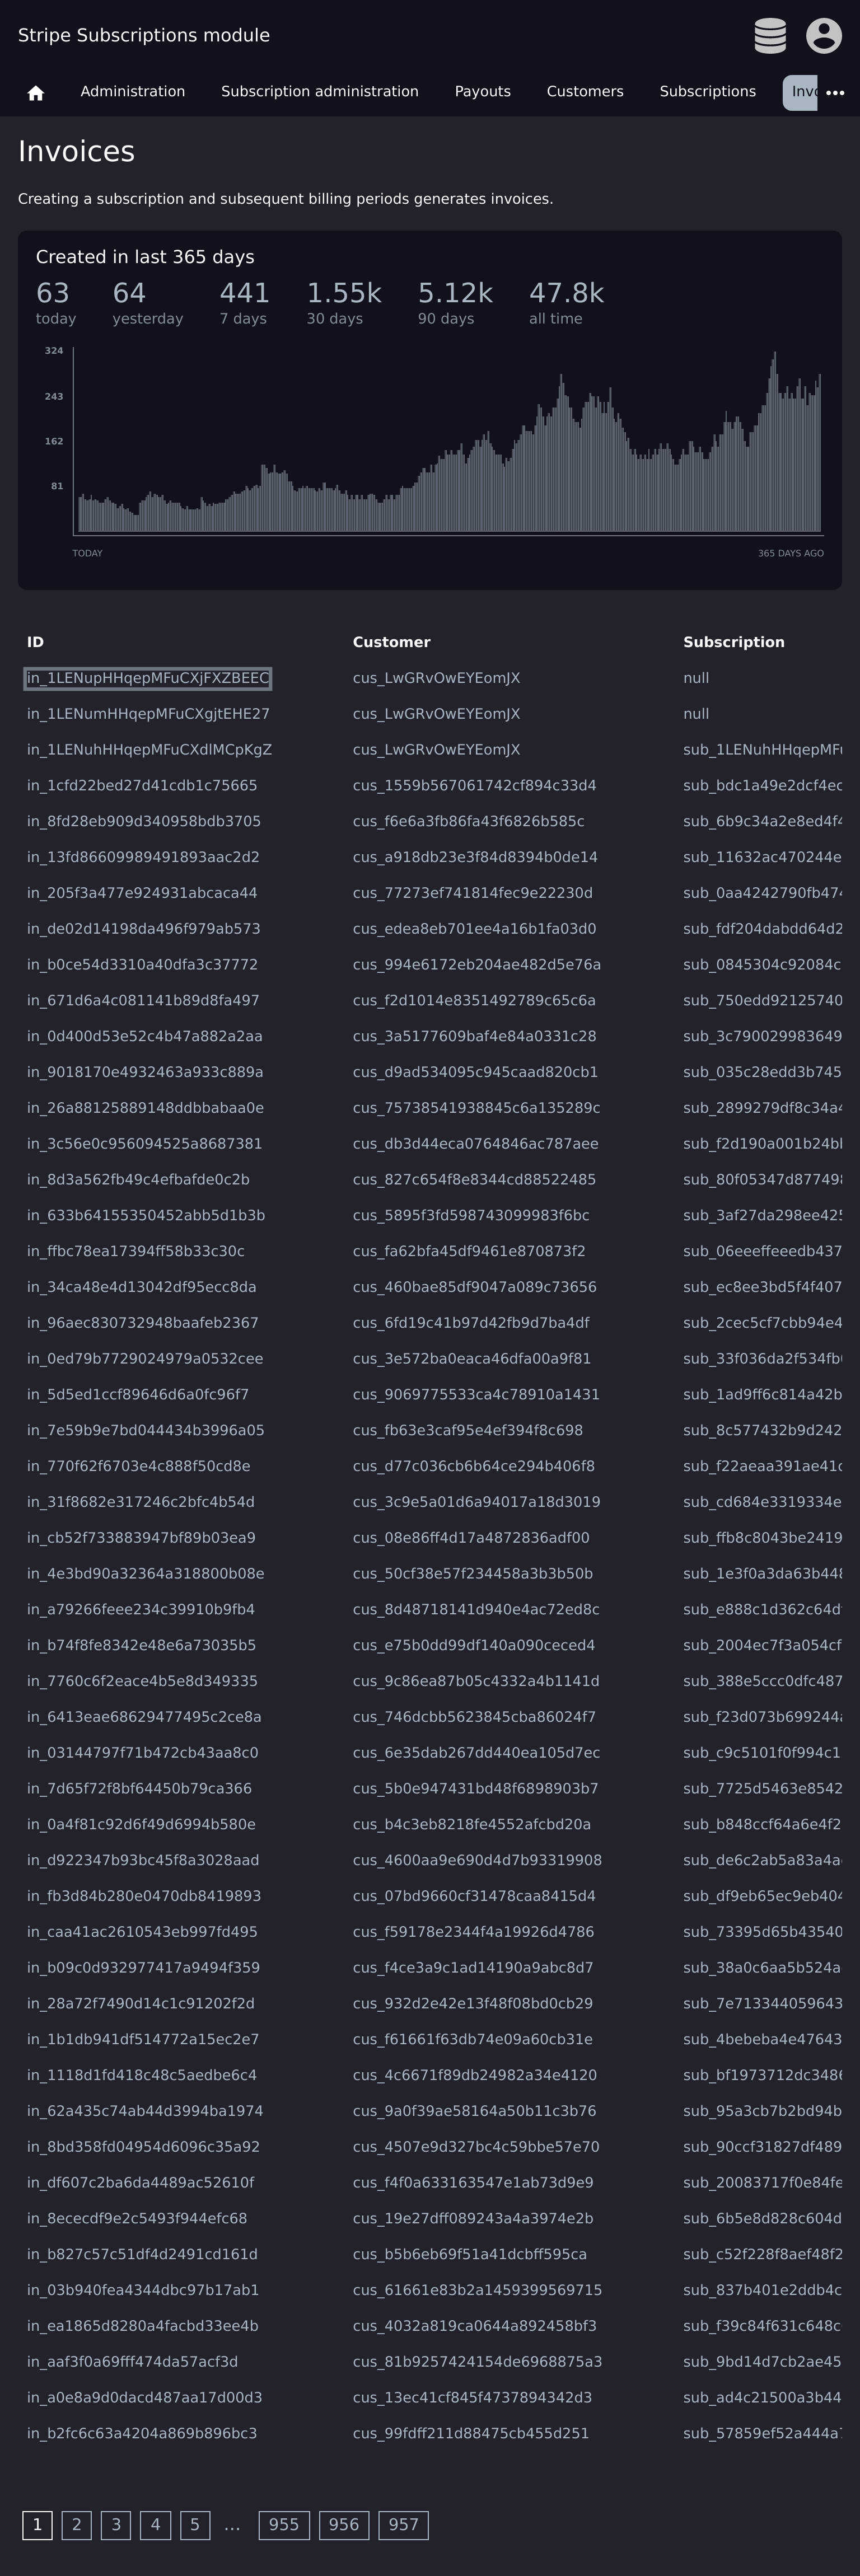 Stripe Subscriptions module
Administration Subscription administration Payouts Customers Subscriptions
Invoices
Creating a subscription and subsequent billing periods generates invoices.
Created in last 365 days
63 64 441 1.55k 5.12k 47.8k
today yesterday 7 days 30 days 90 days all time
324
243
162
81
TODAY 365 DAYS AGO
ID Customer Subscription
in_1LENupHHqepMFuCXjFXZBEEC cus_LwGRvOwEYEomJX null
in_1LENumHHqepMFuCXgjtEHE27 cus_LwGRvOwEYEomJX null
in_1LENuhHHqepMFuCXdlMCpKgZ cus_LwGRvOwEYEomJX sub_1LENuhHHqepMF
in_1cfd22bed27d41cdb1c75665 cus_1559b567061742cf894c33d4 sub_bdc1a49e2dcf4ec
in_8fd28eb909d340958bdb3705 cus_f6e6a3fb86fa43f6826b585c sub_6b9c34a2e8ed4f4
in_13fd86609989491893aac2d2 cus_a918db23e3f84d8394b0de14 sub_11632ac470244e
in_205f3a477e924931abcaca44 cus_77273ef741814fec9e22230d sub_0aa4242790fb474
in_de02d14198da496f979ab573 cus_edea8eb701ee4a16b1fa03d0 sub_fdf204dabdd64d2
in_b0ce54d3310a40dfa3c37772 cus_994e6172eb204ae482d5e76a sub_0845304c92084c
in_671d6a4c081141b89d8fa497 cus_f2d1014e8351492789c65c6a sub_750edd92125740
in_0d400d53e52c4b47a882a2aa cus_3a5177609baf4e84a0331c28 sub_3c790029983649
in_9018170e4932463a933c889a cus_d9ad534095c945caad820cb1 sub_035c28edd3b745
in_26a88125889148ddbbabaa0e cus_75738541938845c6a135289c sub_2899279df8c34a4
in_3c56e0c956094525a8687381 cus_db3d44eca0764846ac787aee sub_f2d190a001b24b
in_8d3a562fb49c4efbafde0c2b cus_827c654f8e8344cd88522485 sub_80f05347d87749
in_633b64155350452abb5d1b3b cus_5895f3fd598743099983f6bc sub_3af27da298ee425
in_ffbc78ea17394ff58b33c30c cus_fa62bfa45df9461e870873f2 sub_06eeeffeeedb437
in_34ca48e4d13042df95ecc8da cus_460bae85df9047a089c73656 sub_ec8ee3bd5f4f407
in_96aec830732948baafeb2367 cus_6fd19c41b97d42fb9d7ba4df sub_2cec5cf7cbb94e4
in_0ed79b7729024979a0532cee cus_3e572ba0eaca46dfa00a9f81 sub_33f036da2f534fb
in_5d5ed1ccf89646d6a0fc96f7 cus_9069775533ca4c78910a1431 sub_1ad9ff6c814a42b
in_7e59b9e7bd044434b3996a05 cus_fb63e3caf95e4ef394f8c698 sub_8c577432b9d242
in_770f62f6703e4c888f50cd8e cus_d77c036cb6b64ce294b406f8 sub_f22aeaa391ae41c
in_31f8682e317246c2bfc4b54d cus_3c9e5a01d6a94017a18d3019 sub_cd684e3319334e
in_cb52f733883947bf89b03ea9 cus_08e86ff4d17a4872836adf00 sub_ffb8c8043be2419
in_4e3bd90a32364a318800b08e cus_50cf38e57f234458a3b3b50b sub_1e3f0a3da63b448
in_a79266feee234c39910b9fb4 cus_8d48718141d940e4ac72ed8c sub_e888c1d362c64d
in_b74f8fe8342e48e6a73035b5 cus_e75b0dd99df140a090ceced4 sub_2004ec7f3a054cf
in_7760c6f2eace4b5e8d349335 cus_9c86ea87b05c4332a4b1141d sub_388e5ccc0dfc487
in_6413eae68629477495c2ce8a cus_746dcbb5623845cba86024f7 sub_f23d073b699244
in_03144797f71b472cb43aa8c0 cus_6e35dab267dd440ea105d7ec sub_c9c5101f0f994c1
in_7d65f72f8bf64450b79ca366 cus_5b0e947431bd48f6898903b7 sub_7725d5463e8542
in_0a4f81c92d6f49d6994b580e cus_b4c3eb8218fe4552afcbd20a sub_b848ccf64a6e4f2
in_d922347b93bc45f8a3028aad cus_4600aa9e690d4d7b93319908 sub_de6c2ab5a83a4a
in_fb3d84b280e0470db8419893 cus_07bd9660cf31478caa8415d4 sub_df9eb65ec9eb404
in_caa41ac2610543eb997fd495 cus_f59178e2344f4a19926d4786 sub_73395d65b43540
in_b09c0d932977417a9494f359 cus_f4ce3a9c1ad14190a9abc8d7 sub_38a0c6aa5b524a
in_28a72f7490d14c1c91202f2d cus_932d2e42e13f48f08bd0cb29 sub_7e713344059643
in_1b1db941df514772a15ec2e7 cus_f61661f63db74e09a60cb31e sub_4bebeba4e47643
in_1118d1fd418c48c5aedbe6c4 cus_4c6671f89db24982a34e4120 sub_bf1973712dc3486
in_62a435c74ab44d3994ba1974 cus_9a0f39ae58164a50b11c3b76 sub_95a3cb7b2bd94b
in_8bd358fd04954d6096c35a92 cus_4507e9d327bc4c59bbe57e70 sub_90ccf31827df489
in_df607c2ba6da4489ac52610f cus_f4f0a633163547e1ab73d9e9 sub_20083717f0e84fe
in_8ececdf9e2c5493f944efc68 cus_19e27dff089243a4a3974e2b sub_6b5e8d828c604d
in_b827c57c51df4d2491cd161d cus_b5b6eb69f51a41dcbff595ca sub_c52f228f8aef48f2
in_03b940fea4344dbc97b17ab1 cus_61661e83b2a1459399569715 sub_837b401e2ddb4c
in_ea1865d8280a4facbd33ee4b cus_4032a819ca0644a892458bf3 sub_f39c84f631c648c
in_aaf3f0a69fff474da57acf3d cus_81b9257424154de6968875a3 sub_9bd14d7cb2ae45
in_a0e8a9d0dacd487aa17d00d3 cus_13ec41cf845f4737894342d3 sub_ad4c21500a3b44
in_b2fc6c63a4204a869b896bc3 cus_99fdff211d88475cb455d251 sub_57859ef52a444a
1 2 3 4 5 ... 955 956 957